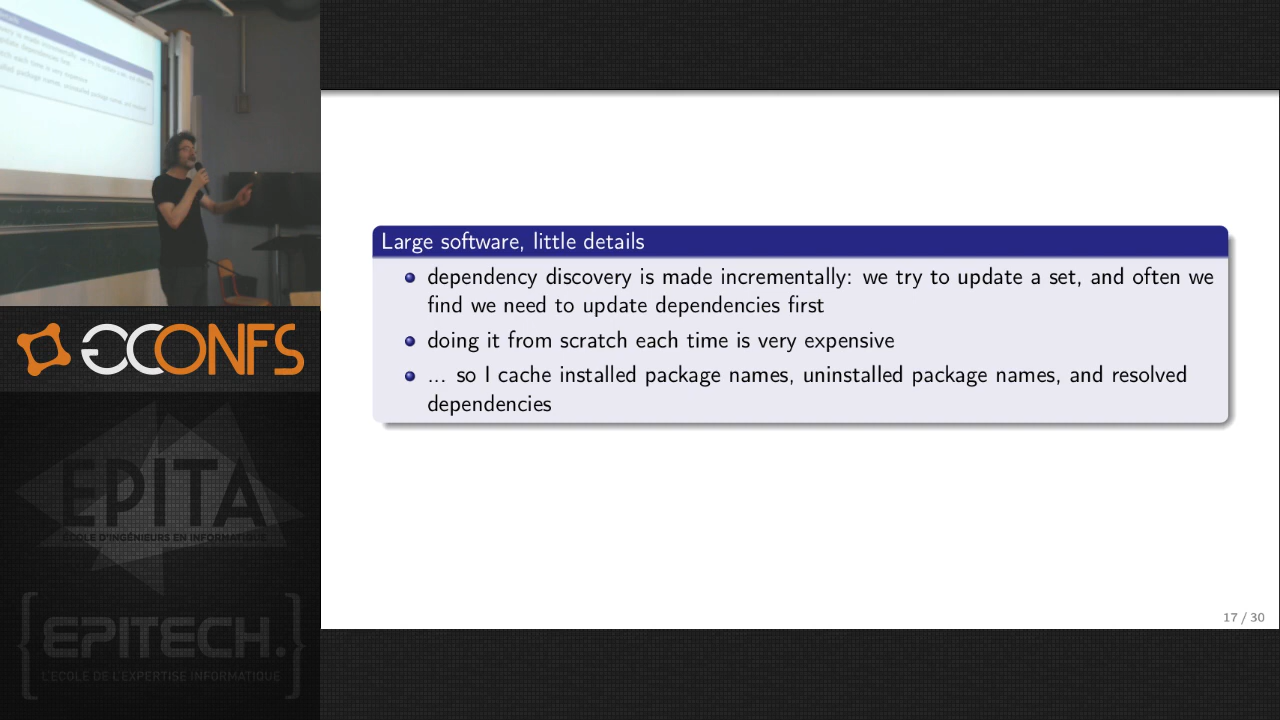 Large software, little details
dependency discovery is made incrementally: we try to update a set, and often we
find we need to update dependencies first
doing it from scratch each time is very expensive
... so I cache installed package names, uninstalled package names, and resolved
dependencies
17 / 30
GCONFS
EPITA
ÉCOLE D'INGÉNIEURS EN INFORMATIQUE
{EPITECH.}
L'ECOLE DE L'EXPERTISE INFORMATIQUE